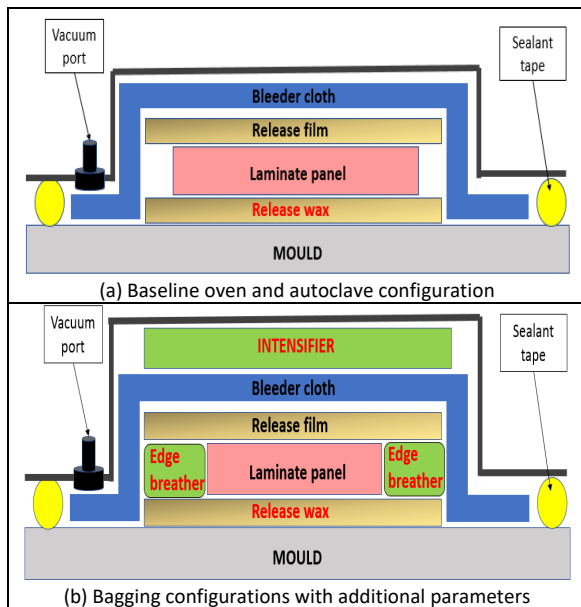 Vacuum
port
Sealant
tape
Bleeder cloth
Release film
Laminate panel
Release wax
MOULD
(a) Baseline oven and autoclave configuration
Vacuum
port
Sealant
tape
INTENSIFIER
Bleeder cloth
Release film
Edge
breather
Laminate panel
Edge
breather
Release wax
MOULD
(b) Bagging configurations with additional parameters